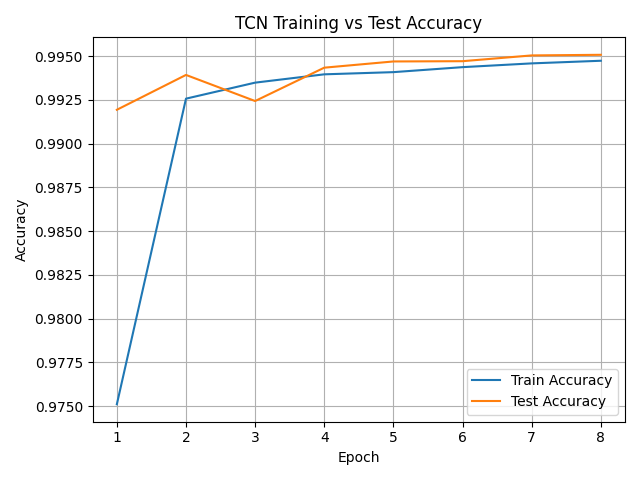 TCN Training vs Test Accuracy
0.9950
0.9925
0.9900
0.9875
0.9850
0.9825
0.9800
0.9775
0.9750
Accuracy
Train Accuracy
Test Accuracy
1 2 3 4 5 6 7 8
Epoch